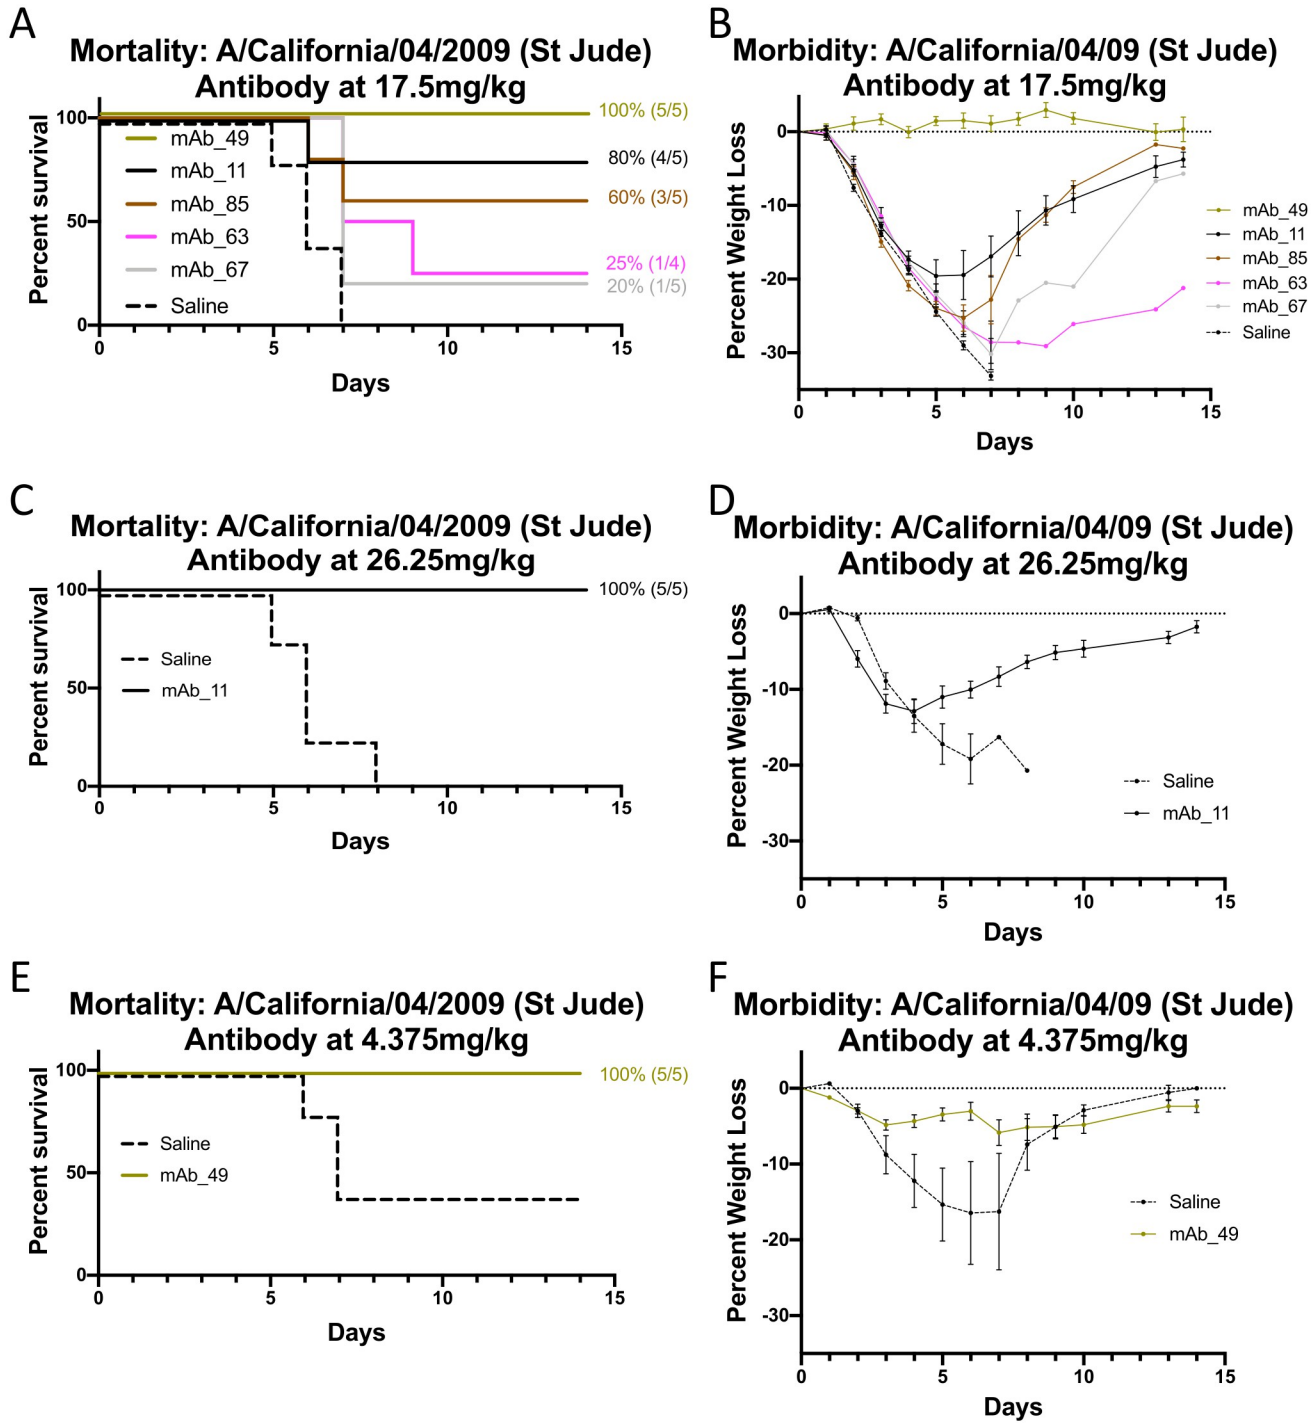 A
Mortality: A/California/04/2009 (St Jude)
Antibody at 17.5mg/kg
Percent survival
100
50
0
mAb_49
mAb_11
mAb_85
mAb_63
mAb_67
Saline
100% (5/5)
80% (4/5)
60% (3/5)
25% (1/4)
20% (1/5)
0
5
10
15
Days
B
Morbidity: A/California/04/09 (St Jude)
Antibody at 17.5mg/kg
Percent Weight Loss
0
-10
-20
-30
mAb_49
mAb_11
mAb_85
mAb_63
mAb_67
Saline
0
5
10
15
Days
C
Mortality: A/California/04/2009 (St Jude)
Antibody at 26.25mg/kg
Percent survival
100
50
0
100% (5/5)
Saline
mAb_11
0
5
10
15
Days
D
Morbidity: A/California/04/09 (St Jude)
Antibody at 26.25mg/kg
Percent Weight Loss
0
-10
-20
-30
Saline
mAb_11
0
5
10
15
Days
E
Mortality: A/California/04/2009 (St Jude)
Antibody at 4.375mg/kg
Percent survival
100
50
0
100% (5/5)
Saline
mAb_49
0
5
10
15
Days
F
Morbidity: A/California/04/09 (St Jude)
Antibody at 4.375mg/kg
Percent Weight Loss
0
-10
-20
-30
Saline
mAb_49
0
5
10
15
Days